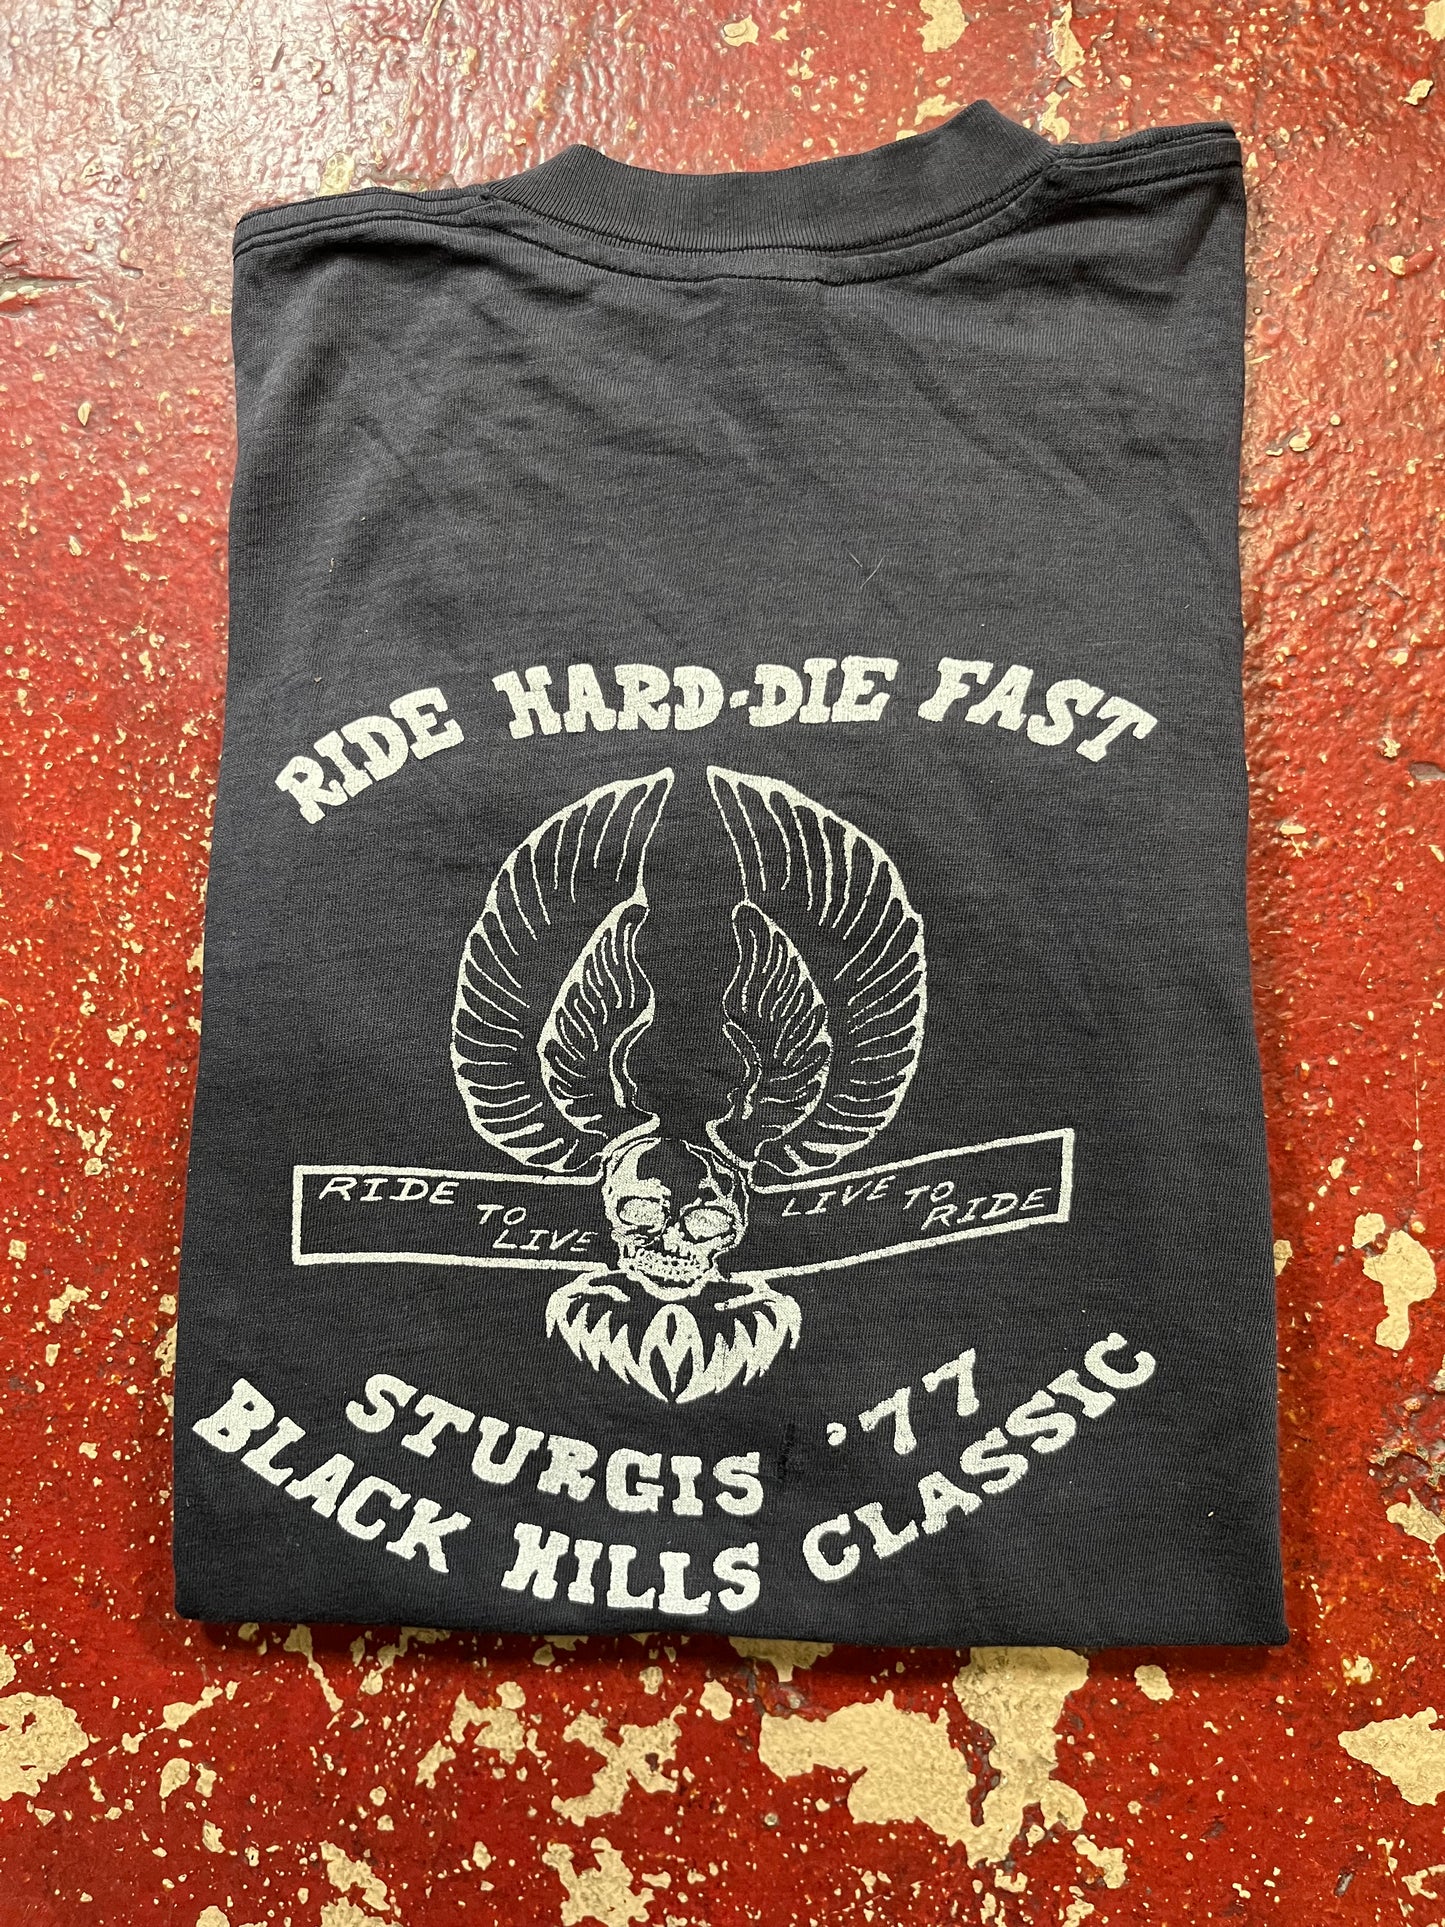 RIDE HARD-DIE FAST
RIDE TO LIVE
LIVE TO RIDE
STURGIS '77
BLACK HILLS CLASSIC